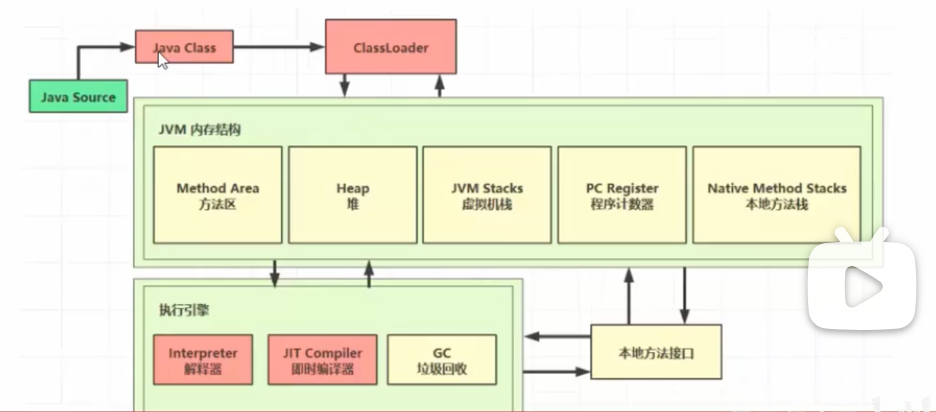 Java Class
ClassLoader
Java Source
JVM 内存结构
Method Area
方法区
Heap
堆
JVM Stacks
虚拟机栈
PC Register
程序计数器
Native Method Stacks
本地方法栈
执行引擎
Interpreter
解释器
JIT Compiler
即时编译器
GC
垃圾回收
本地方法接口